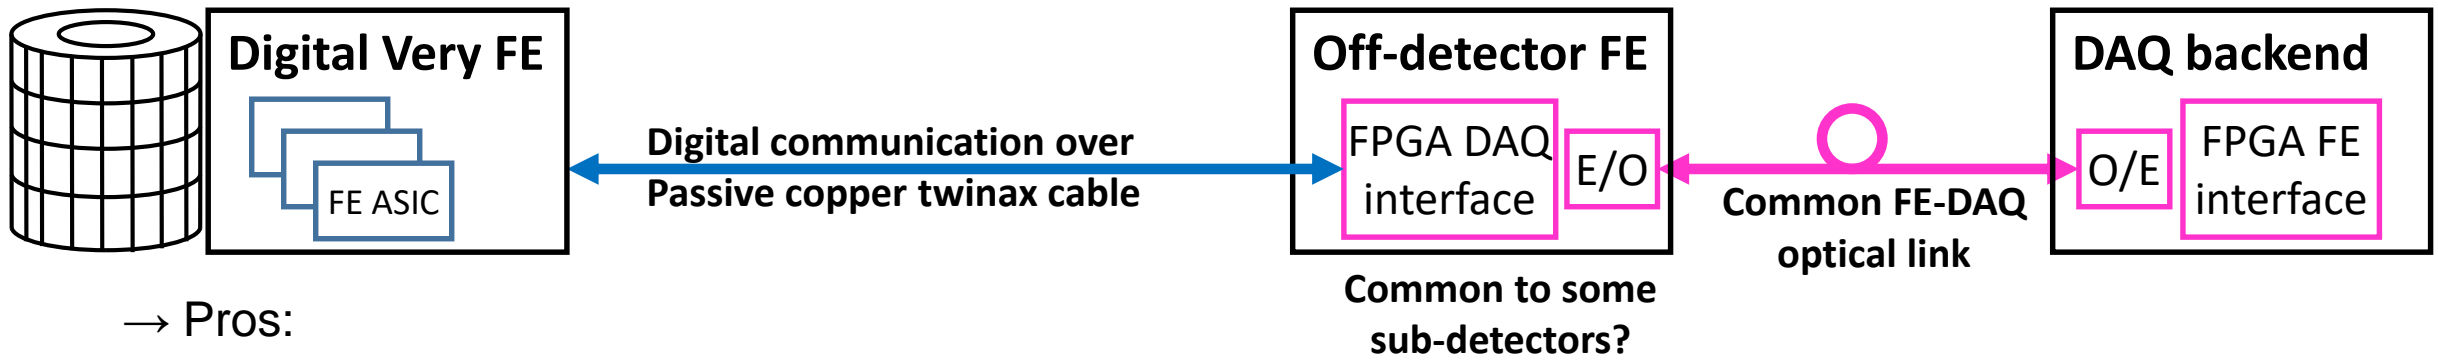 Digital Very FE
FE ASIC
Digital communication over
Passive copper twinax cable
Off-detector FE
FPGA DAQ
interface
E/O
Common to some
sub-detectors?
Common FE-DAQ
optical link
DAQ backend
O/E
FPGA FE
interface
→ Pros: